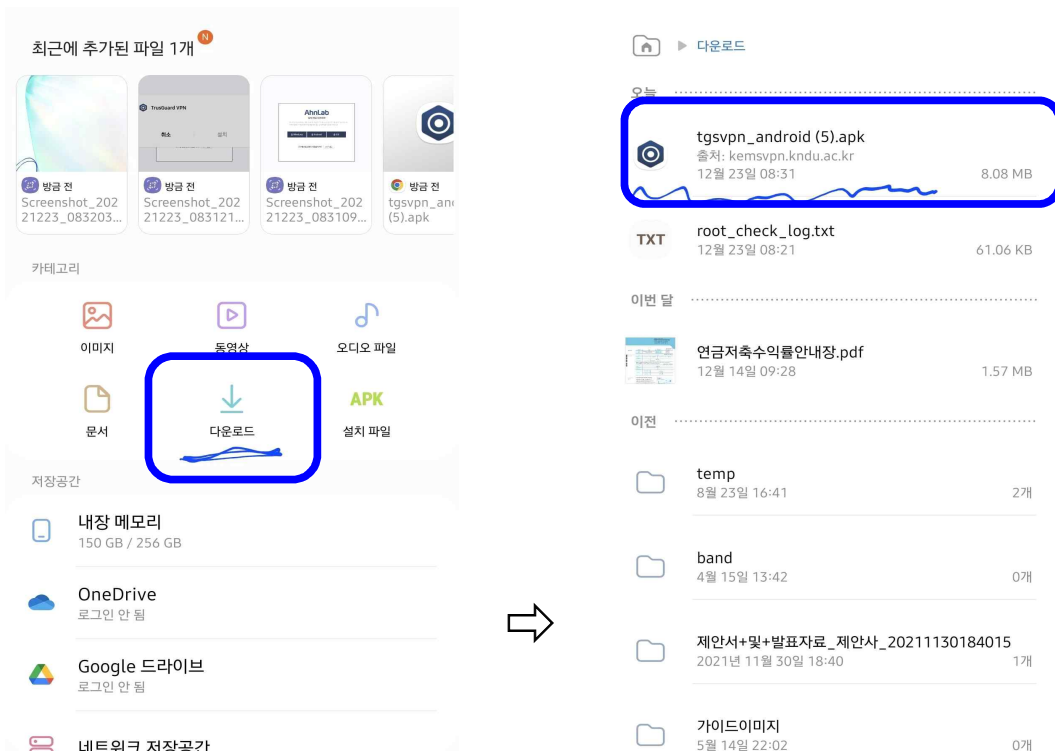 최근에 추가된 파일 1개
N
TrusGuard VPN
취소
설치
AhnLab
방금 전
Screenshot_202
21223_083203...
방금 전
Screenshot_202
21223_083121...
방금 전
Screenshot_202
21223_083109...
방금 전
tgsvpn_and
(5).apk
카테고리
이미지
동영상
오디오 파일
문서
다운로드
APK
설치 파일
저장공간
내장 메모리
150 GB / 256 GB
OneDrive
로그인 안 됨
Google 드라이브
로그인 안 됨
네트워크 저장공간
다운로드
오늘
tgsvpn_android (5).apk
출처: kemsvpn.kndu.ac.kr
12월 23일 08:31
8.08 MB
TXT
root_check_log.txt
12월 23일 08:21
61.06 KB
이번 달
연금저축수익률안내장.pdf
12월 14일 09:28
1.57 MB
이전
temp
8월 23일 16:41
2개
band
4월 15일 13:42
0개
제안서+및+발표자료_제안사_20211130184015
2021년 11월 30일 18:40
1개
가이드이미지
5월 14일 22:02
0개